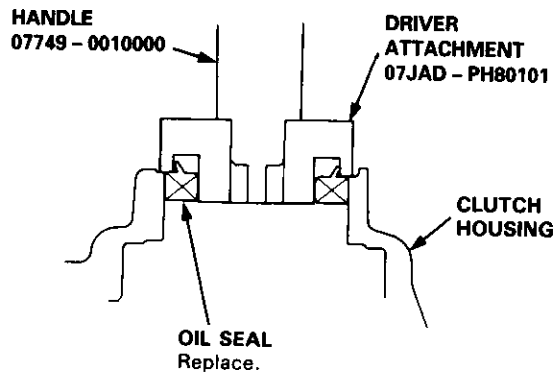 HANDLE
07749 – 0010000
DRIVER
ATTACHMENT
07JAD – PH80101
CLUTCH
HOUSING
OIL SEAL
Replace.